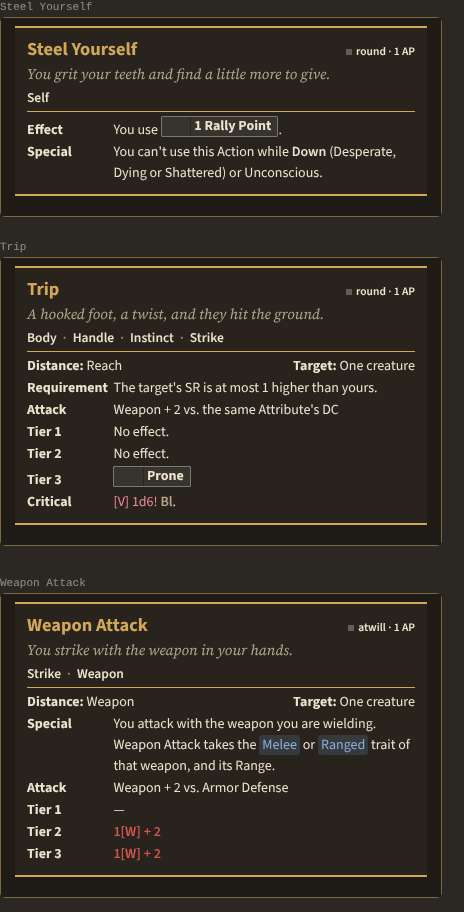 Steel Yourself
Steel Yourself round · 1 AP
You grit your teeth and find a little more to give.
Self
Effect You use 1 Rally Point.
Special You can't use this Action while Down (Desperate,
Dying or Shattered) or Unconscious.
Trip
Trip round · 1 AP
A hooked foot, a twist, and they hit the ground.
Body · Handle · Instinct · Strike
Distance: Reach Target: One creature
Requirement The target's SR is at most 1 higher than yours.
Attack Weapon + 2 vs. the same Attribute's DC
Tier 1 No effect.
Tier 2 No effect.
Tier 3 Prone
Critical [V] 1d6! Bl.
Weapon Attack
Weapon Attack atwill · 1 AP
You strike with the weapon in your hands.
Strike · Weapon
Distance: Weapon Target: One creature
Special You attack with the weapon you are wielding.
Weapon Attack takes the Melee or Ranged trait of
that weapon, and its Range.
Attack Weapon + 2 vs. Armor Defense
Tier 1 —
Tier 2 1[W] + 2
Tier 3 1[W] + 2